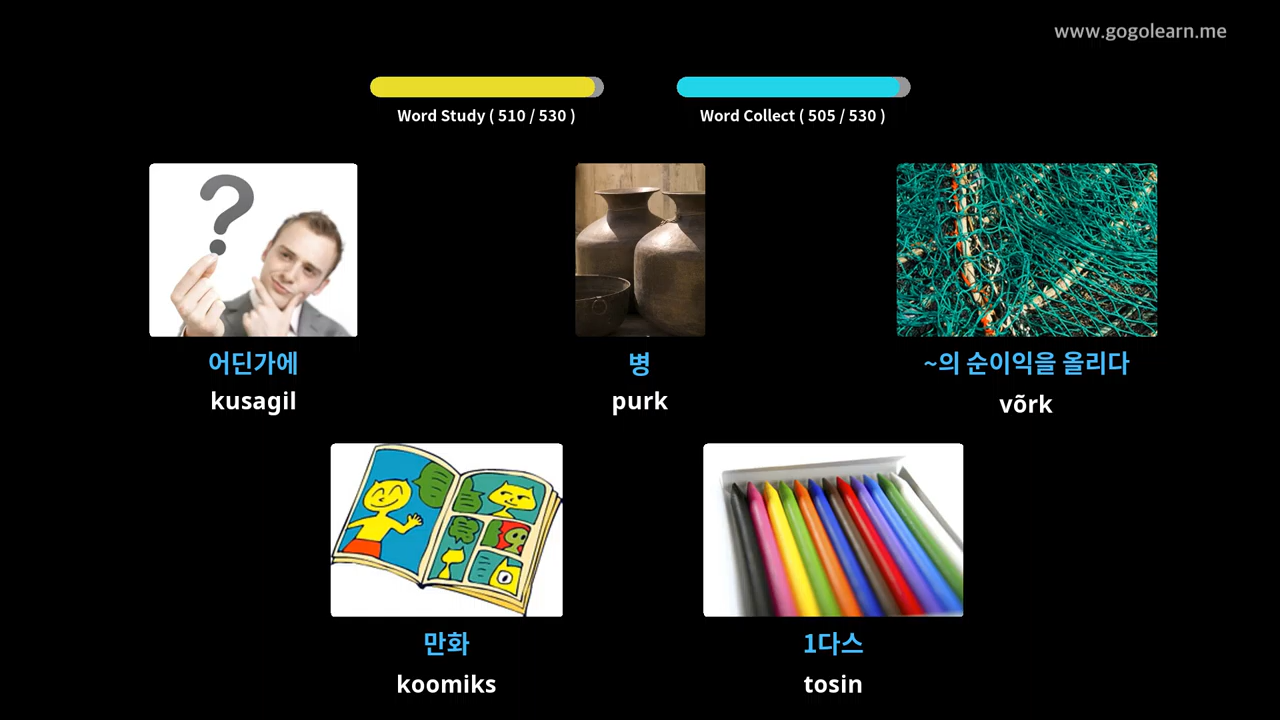 www.gogolearn.me
Word Study ( 510 / 530 )
Word Collect ( 505 / 530 )
어딘가에
kusagil
병
purk
~의 순이익을 올리다
võrk
만화
koomiks
1다스
tosin